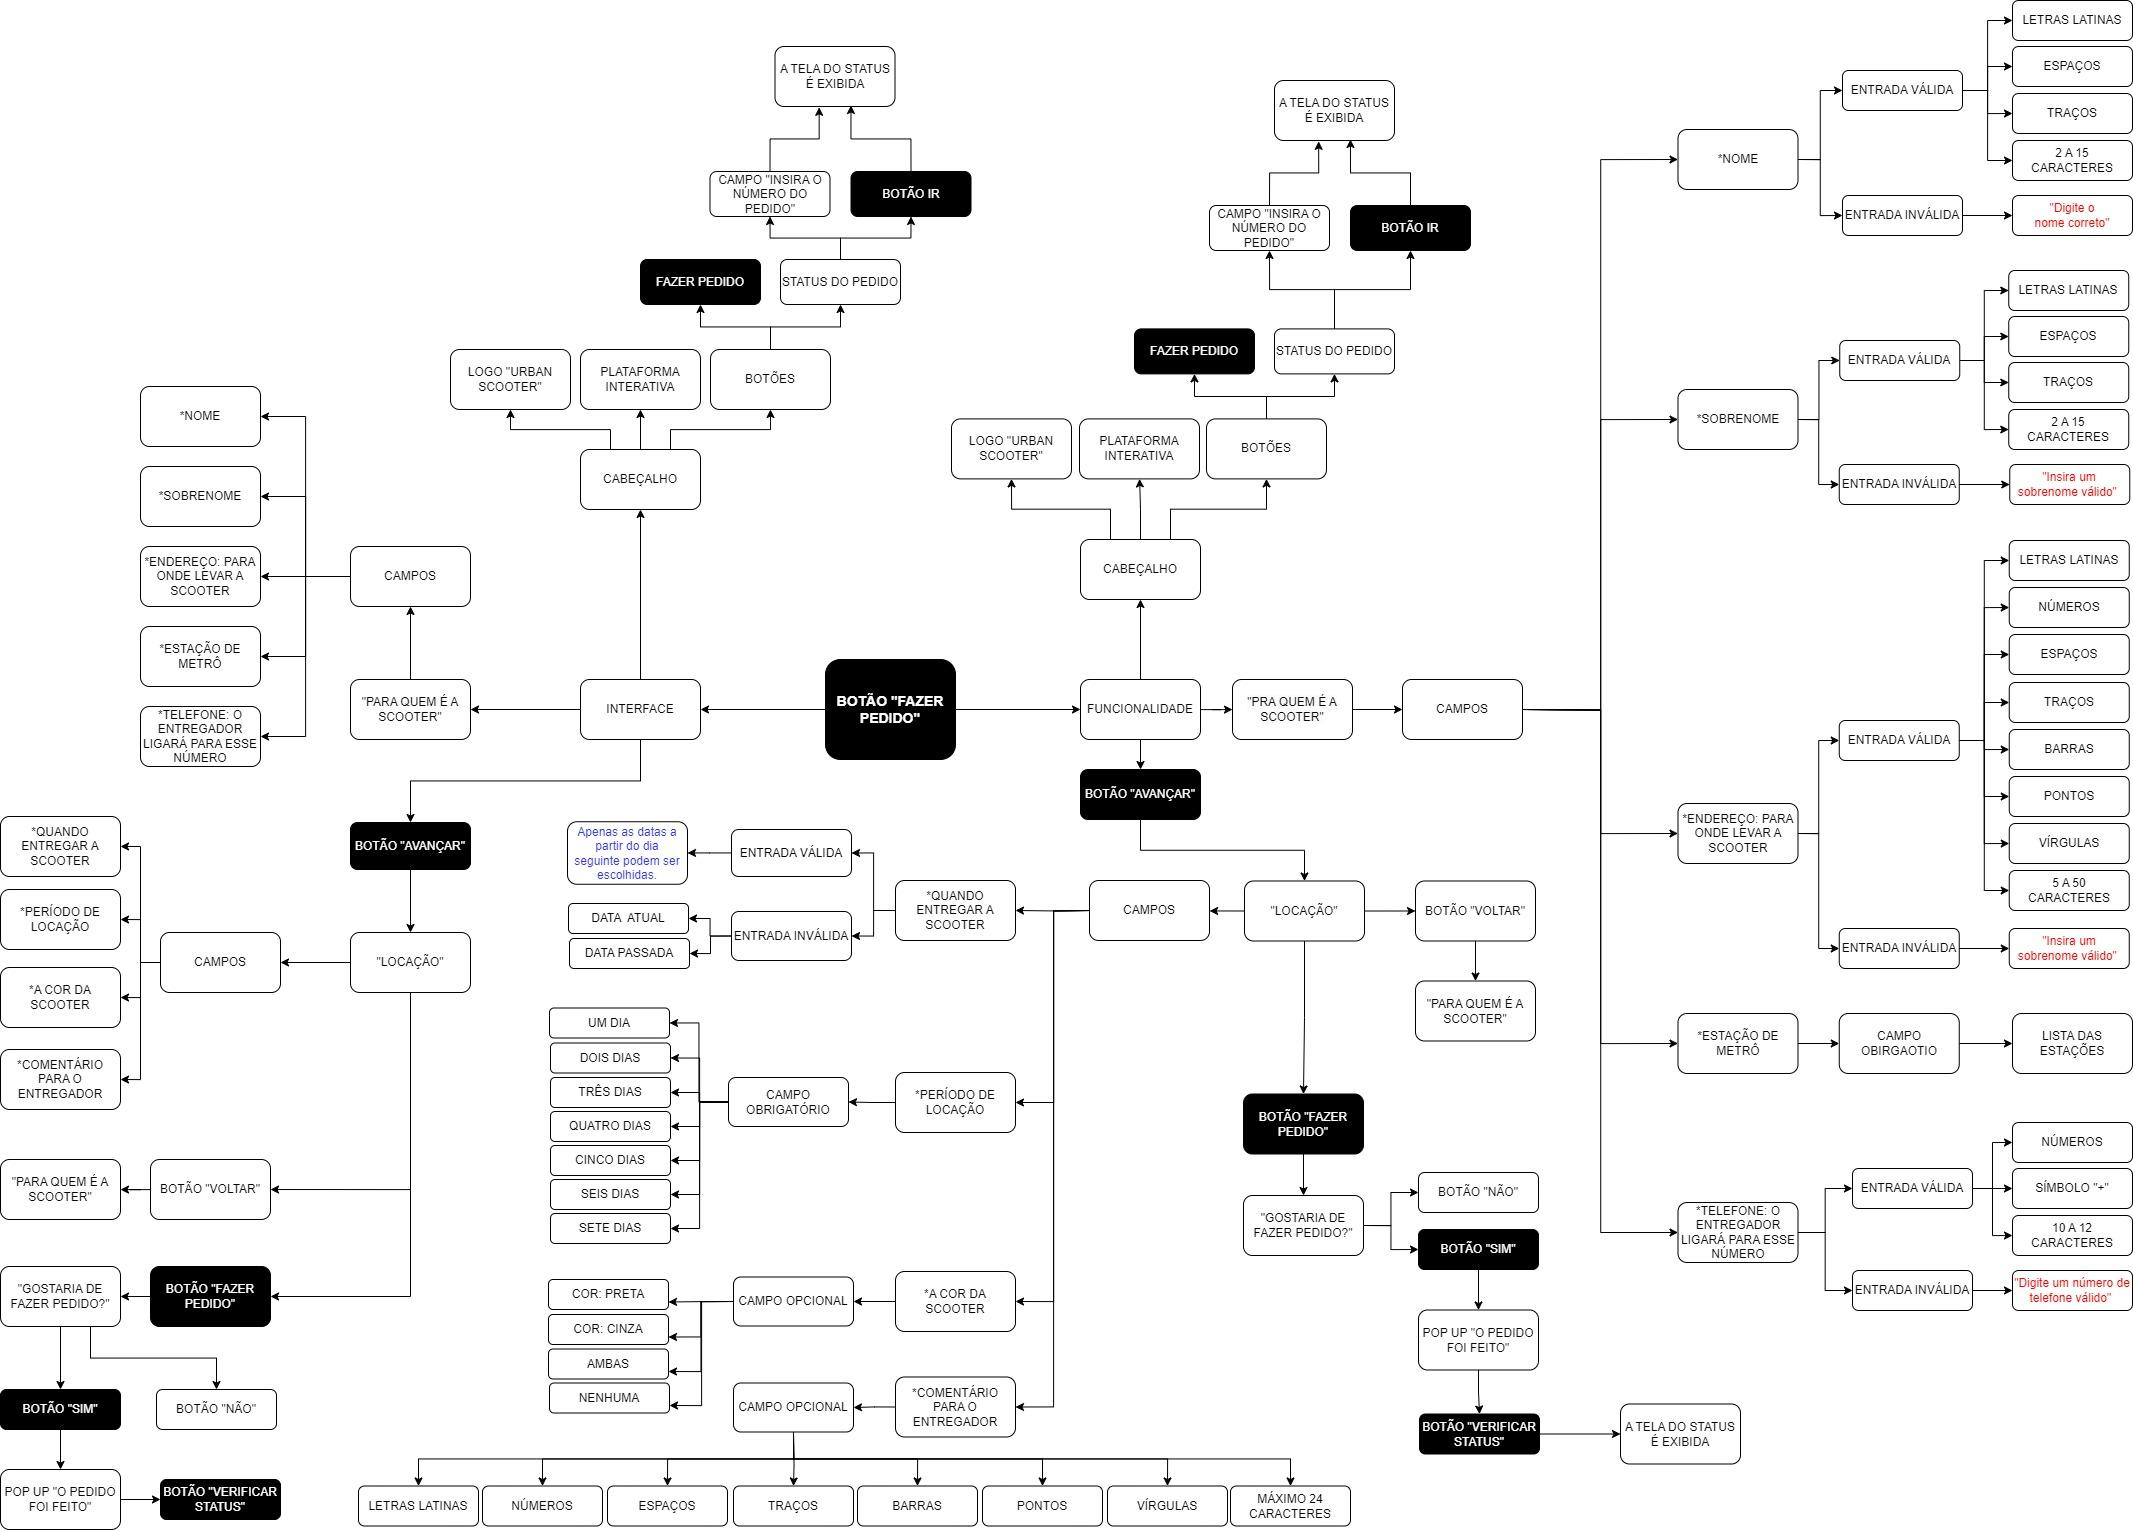 A TELA DO STATUS
É EXIBIDA
CAMPO "INSIRA O
NÚMERO DO
PEDIDO"
BOTÃO IR
FAZER PEDIDO
STATUS DO PEDIDO
LOGO "URBAN
SCOOTER"
PLATAFORMA
INTERATIVA
BOTÕES
CABEÇALHO
*NOME
*SOBRENOME
*ENDEREÇO: PARA
ONDE LEVAR A
SCOOTER
*ESTAÇÃO DE
METRÔ
*TELEFONE: O
ENTREGADOR
LIGARÁ PARA ESSE
NÚMERO
CAMPOS
"PARA QUEM É A
SCOOTER"
INTERFACE
BOTÃO "FAZER
PEDIDO"
BOTÃO "AVANÇAR"
"LOCAÇÃO"
CAMPOS
*QUANDO
ENTREGAR A
SCOOTER
*PERÍODO DE
LOCAÇÃO
*A COR DA
SCOOTER
*COMENTÁRIO
PARA O
ENTREGADOR
"PARA QUEM É A
SCOOTER"
BOTÃO "VOLTAR"
"GOSTARIA DE
FAZER PEDIDO?"
BOTÃO "FAZER
PEDIDO"
BOTÃO "SIM"
BOTÃO "NÃO"
POP UP "O PEDIDO
FOI FEITO"
BOTÃO "VERIFICAR
STATUS"
A TELA DO STATUS
É EXIBIDA
CAMPO "INSIRA O
NÚMERO DO
PEDIDO"
BOTÃO IR
FAZER PEDIDO
STATUS DO PEDIDO
LOGO "URBAN
SCOOTER"
PLATAFORMA
INTERATIVA
BOTÕES
CABEÇALHO
FUNCIONALIDADE
"PRA QUEM É A
SCOOTER"
CAMPOS
BOTÃO "AVANÇAR"
"LOCAÇÃO"
BOTÃO "VOLTAR"
"PARA QUEM É A
SCOOTER"
CAMPOS
*QUANDO
ENTREGAR A
SCOOTER
ENTRADA VÁLIDA
Apenas as datas a
partir do dia
seguinte podem ser
escolhidas.
ENTRADA INVÁLIDA
DATA ATUAL
DATA PASSADA
*PERÍODO DE
LOCAÇÃO
CAMPO
OBRIGATÓRIO
UM DIA
DOIS DIAS
TRÊS DIAS
QUATRO DIAS
CINCO DIAS
SEIS DIAS
SETE DIAS
*A COR DA
SCOOTER
CAMPO OPCIONAL
COR: PRETA
COR: CINZA
AMBAS
NENHUMA
*COMENTÁRIO
PARA O
ENTREGADOR
CAMPO OPCIONAL
LETRAS LATINAS
NÚMEROS
ESPAÇOS
TRAÇOS
BARRAS
PONTOS
VÍRGULAS
MÁXIMO 24
CARACTERES
BOTÃO "FAZER
PEDIDO"
"GOSTARIA DE
FAZER PEDIDO?"
BOTÃO "NÃO"
BOTÃO "SIM"
POP UP "O PEDIDO
FOI FEITO"
BOTÃO "VERIFICAR
STATUS"
A TELA DO STATUS
É EXIBIDA
*NOME
ENTRADA VÁLIDA
LETRAS LATINAS
ESPAÇOS
TRAÇOS
2 A 15
CARACTERES
ENTRADA INVÁLIDA
"Digite o
nome correto"
*SOBRENOME
ENTRADA VÁLIDA
LETRAS LATINAS
ESPAÇOS
TRAÇOS
2 A 15
CARACTERES
ENTRADA INVÁLIDA
"Insira um
sobrenome válido"
*ENDEREÇO: PARA
ONDE LEVAR A
SCOOTER
ENTRADA VÁLIDA
LETRAS LATINAS
NÚMEROS
ESPAÇOS
TRAÇOS
BARRAS
PONTOS
VÍRGULAS
5 A 50
CARACTERES
ENTRADA INVÁLIDA
"Insira um
sobrenome válido"
*ESTAÇÃO DE
METRÔ
CAMPO
OBIRGAOTIO
LISTA DAS
ESTAÇÕES
*TELEFONE: O
ENTREGADOR
LIGARÁ PARA ESSE
NÚMERO
ENTRADA VÁLIDA
NÚMEROS
SÍMBOLO "+"
10 A 12
CARACTERES
ENTRADA INVÁLIDA
"Digite um número de
telefone válido"